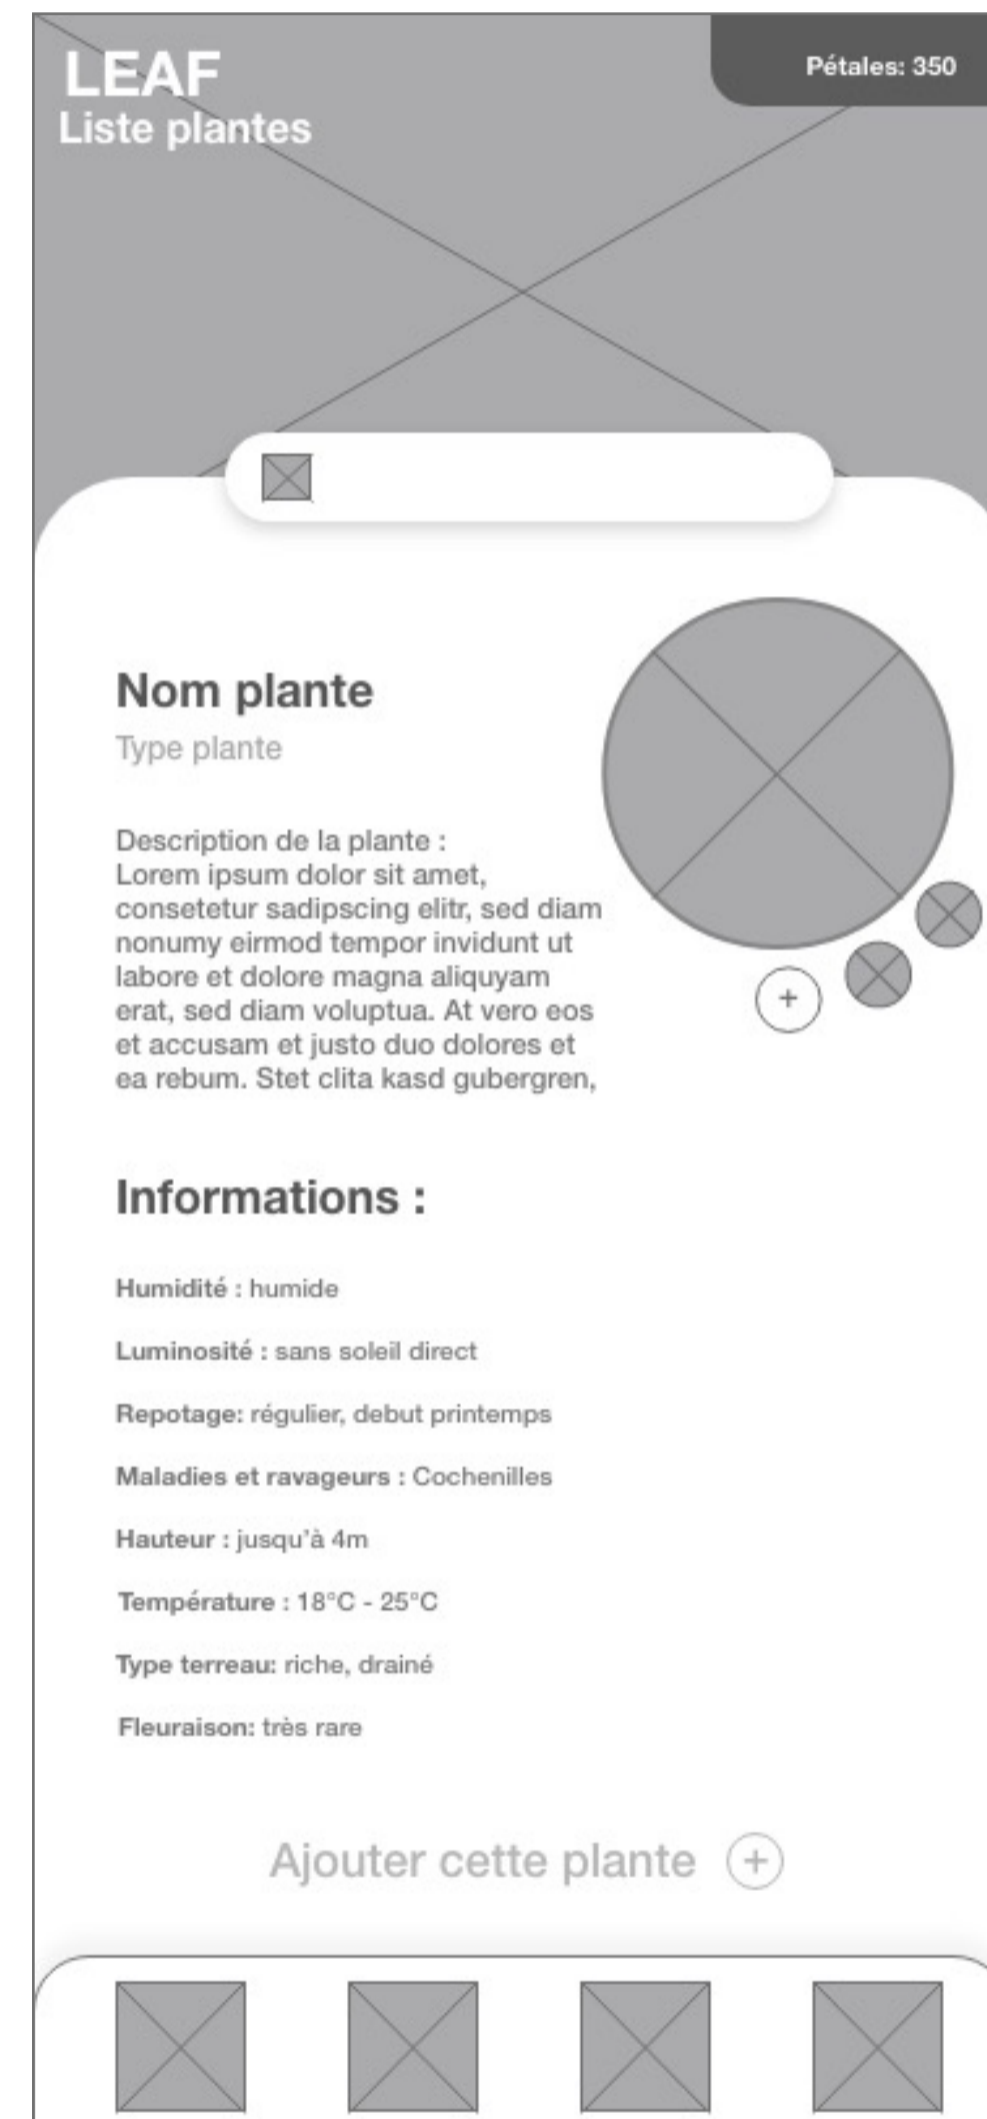 LEAF
Liste plantes
Pétales: 350
Nom plante
Type plante
Description de la plante :
Lorem ipsum dolor sit amet,
consetetur sadipscing elitr, sed diam
nonumy eirmod tempor invidunt ut
labore et dolore magna aliquyam
erat, sed diam voluptua. At vero eos
et accusam et justo duo dolores et
ea rebum. Stet clita kasd gubergren,
+
Informations :
Humidité : humide
Luminosité : sans soleil direct
Repotage: régulier, debut printemps
Maladies et ravageurs : Cochenilles
Hauteur : jusqu'à 4m
Température : 18°C - 25°C
Type terreau: riche, drainé
Fleuraison: très rare
Ajouter cette plante +